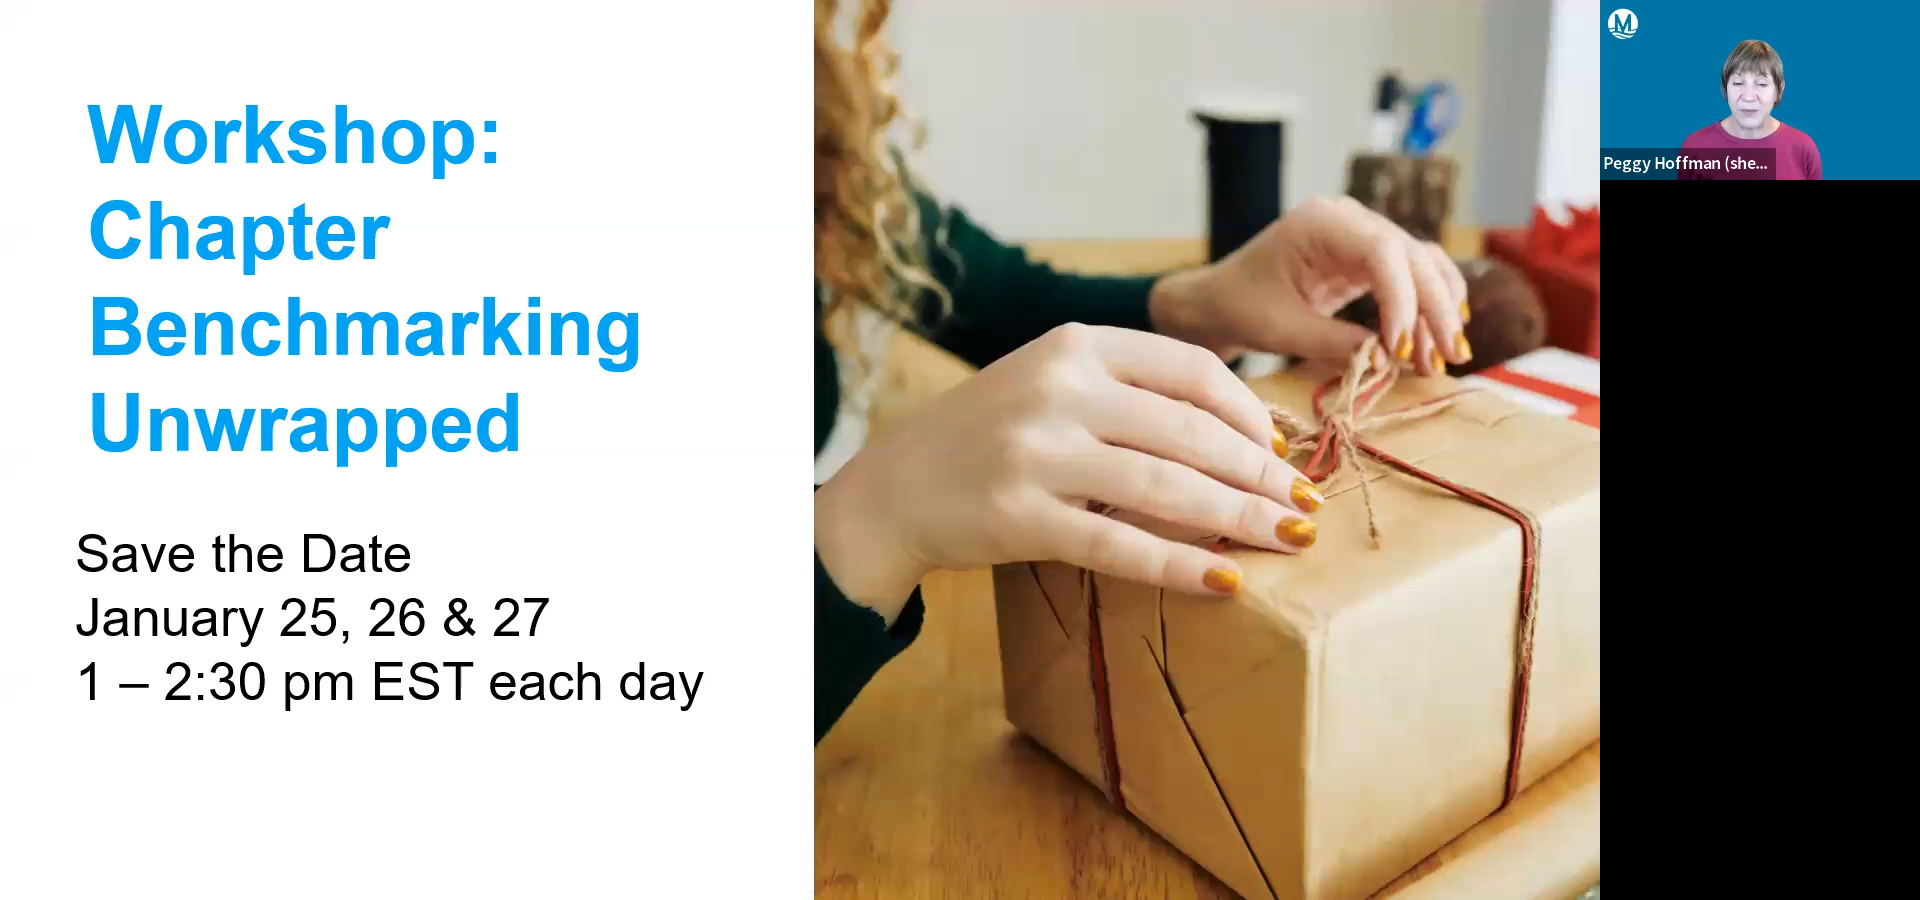 Workshop:
Chapter
Benchmarking
Unwrapped
Save the Date
January 25, 26 & 27
1 – 2:30 pm EST each day
M
Peggy Hoffman (she...